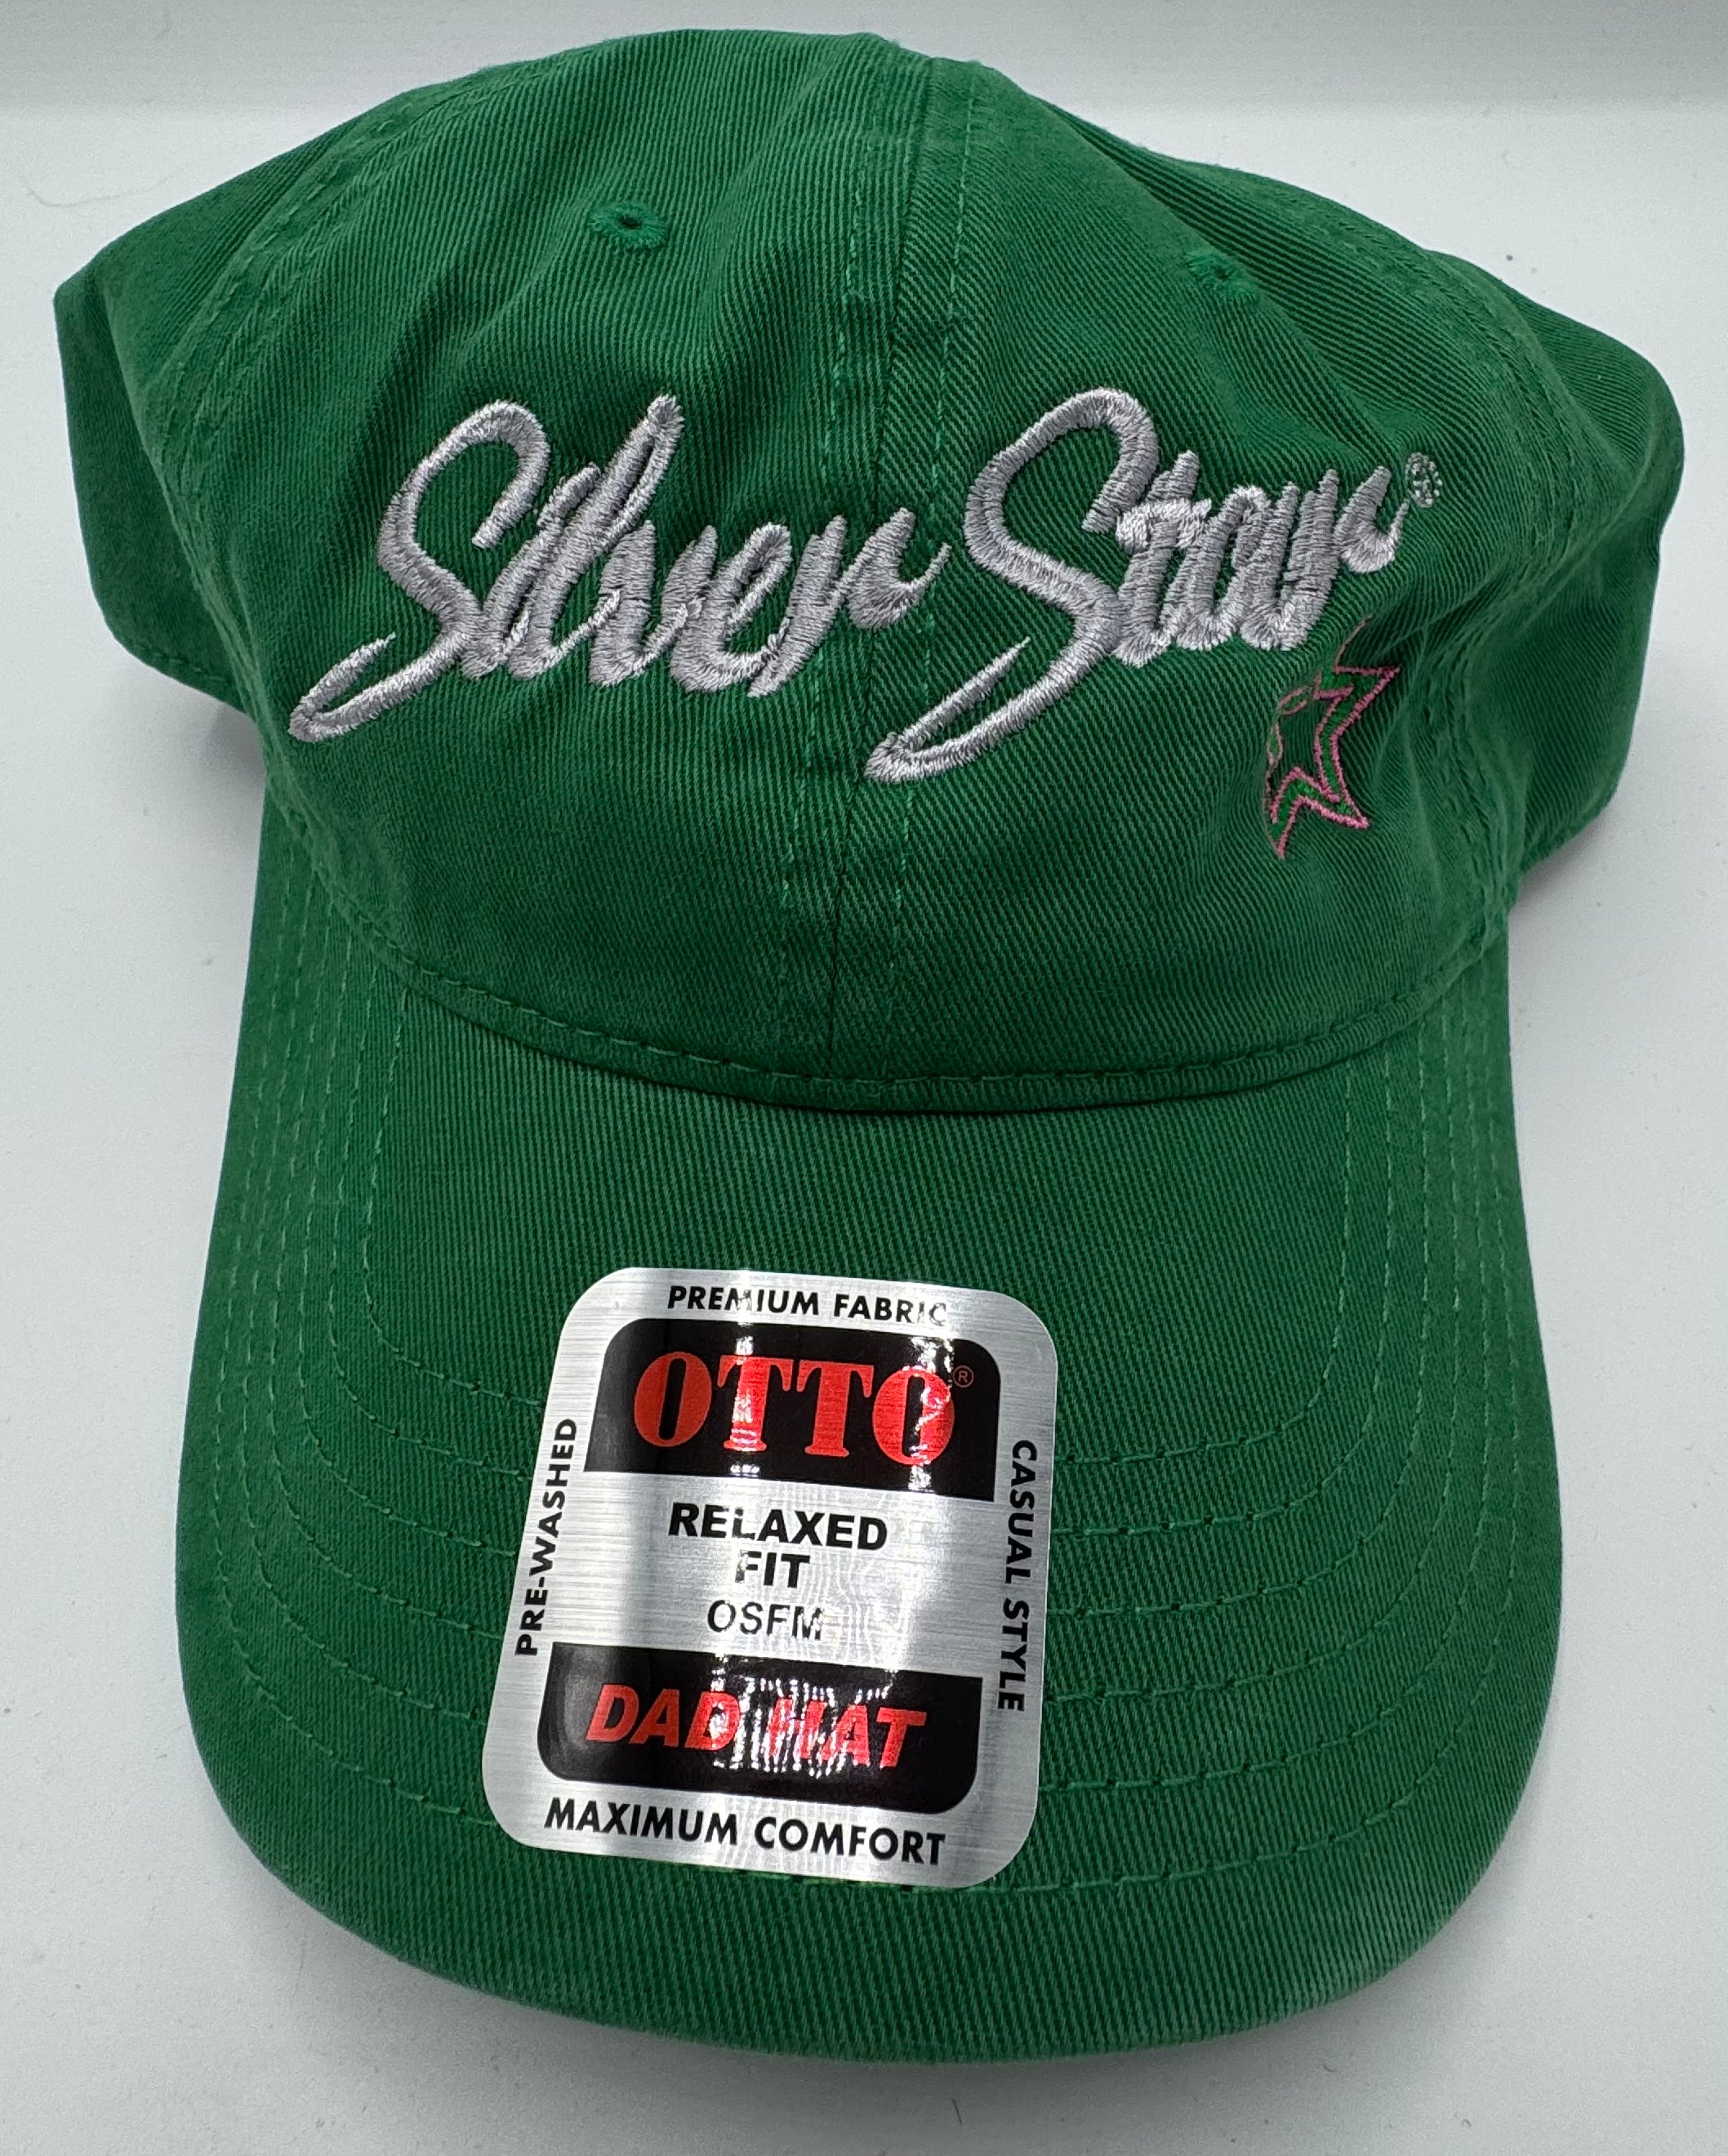 Silver Star®
PREMIUM FABRIC
OTTO®
PRE-WASHED
CASUAL STYLE
RELAXED
FIT
OSFM
DAD HAT
MAXIMUM COMFORT